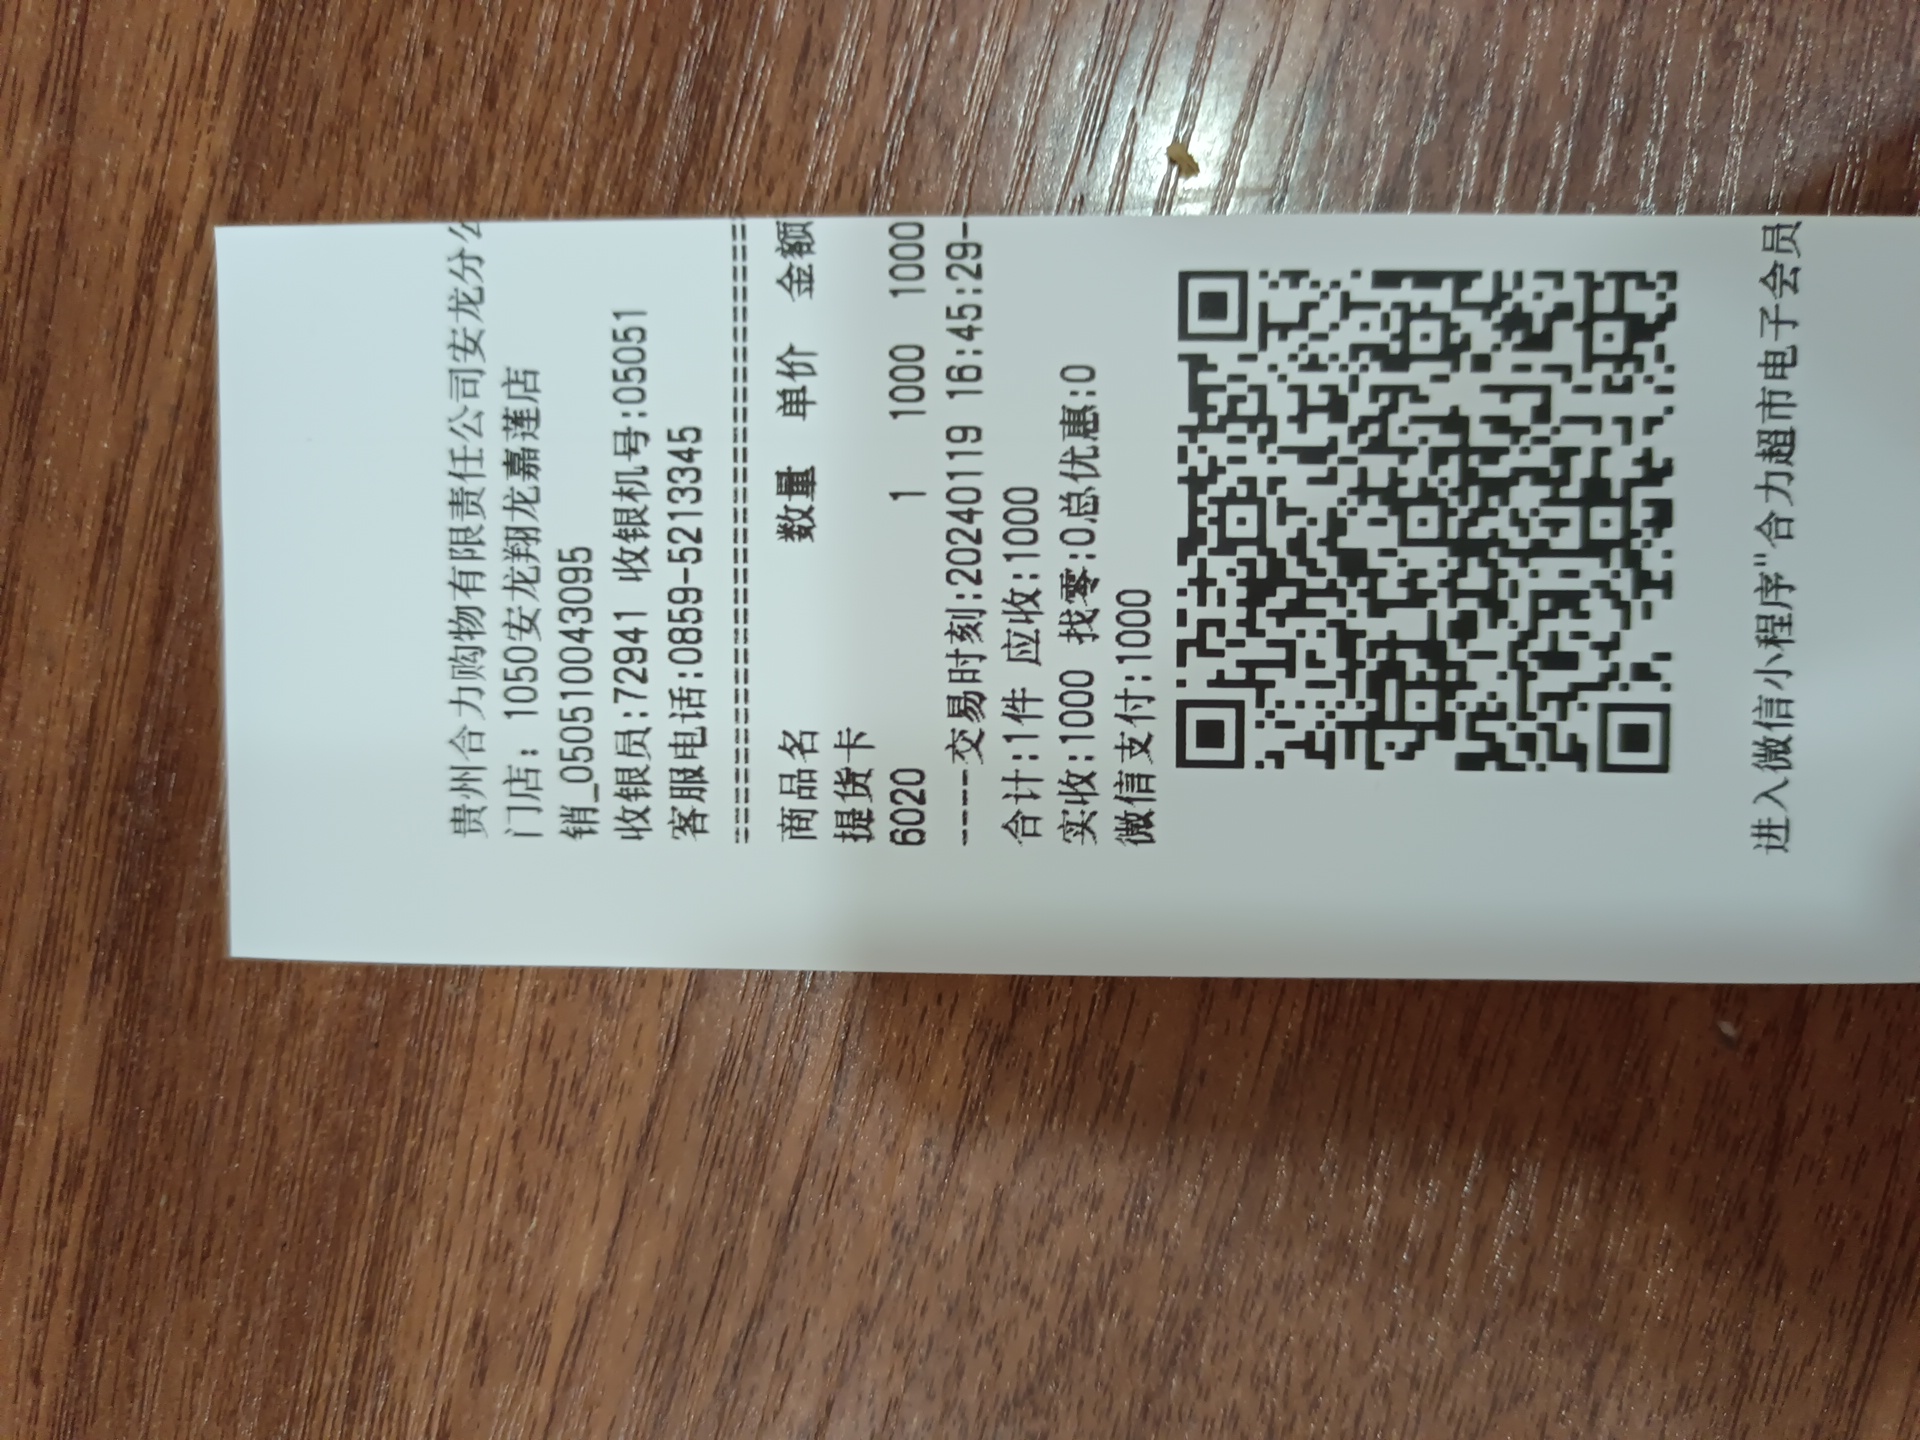 贵州合力购物有限责任公司安龙分公
门店: 1050安龙翔龙嘉莲店
销_050510043095
收银员:72941 收银机号:05051
客服电话:0859-5213345
================================
商品名 数量 单价 金额
提货卡
6020 1 1000 1000
----交易时刻:20240119 16:45:29-
合计:1件 应收:1000
实收:1000 找零:0总优惠:0
微信支付:1000
进入微信小程序"合力超市电子会员